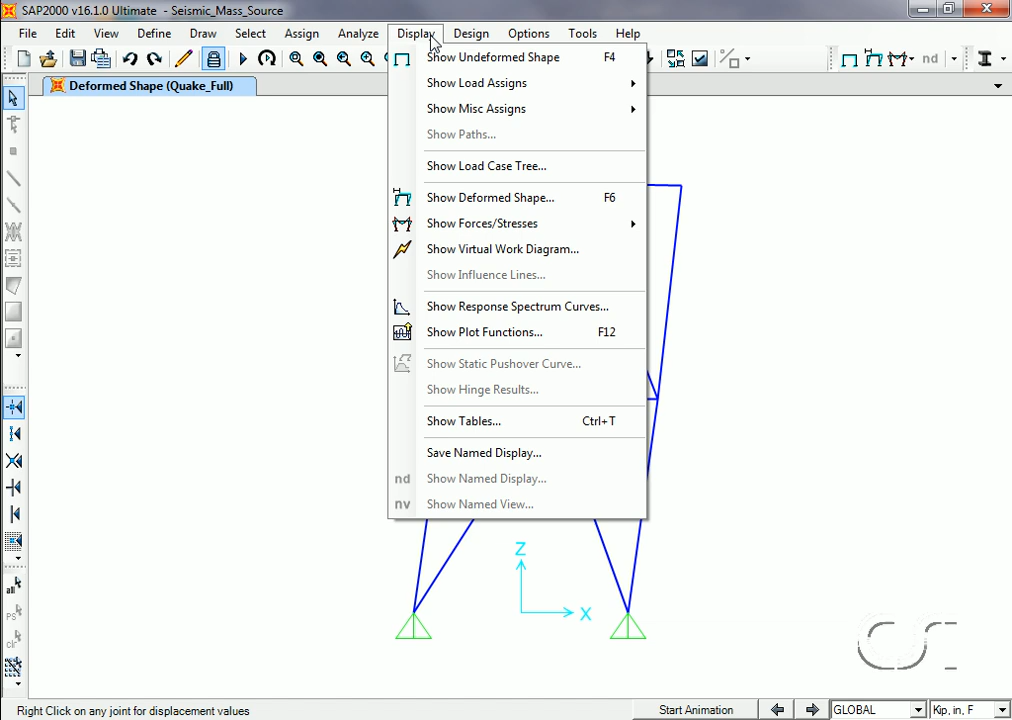 SAP2000 v16.1.0 Ultimate - Seismic_Mass_Source
File Edit View Define Draw Select Assign Analyze Display Design Options Tools Help
nd
Deformed Shape (Quake_Full)
Show Undeformed Shape F4
Show Load Assigns
Show Misc Assigns
Show Paths...
Show Load Case Tree...
Show Deformed Shape... F6
Show Forces/Stresses
Show Virtual Work Diagram...
Show Influence Lines...
Show Response Spectrum Curves...
Show Plot Functions... F12
Show Static Pushover Curve...
Show Hinge Results...
Show Tables... Ctrl+T
Save Named Display...
nd Show Named Display...
nv Show Named View...
Z
X
all
PS
clr
CSI
Right Click on any joint for displacement values
Start Animation
GLOBAL
Kip, in, F